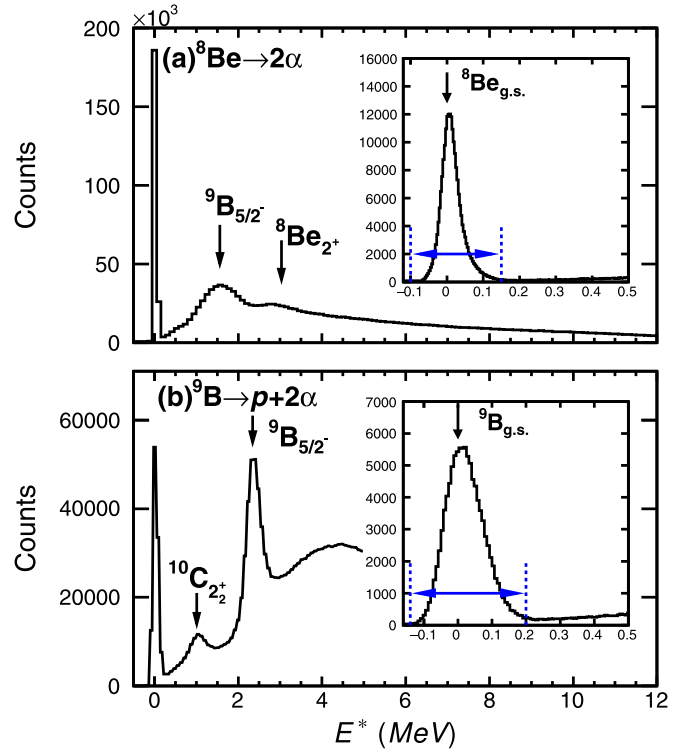 ×10³
200
150
100
50
0
Counts
(a)⁸Be→2α
⁹B5/2⁻
⁸Be2⁺
16000
14000
12000
10000
8000
6000
4000
2000
0
⁸Beg.s.
−0.1 0 0.1 0.2 0.3 0.4 0.5
60000
40000
20000
0
Counts
(b)⁹B→p+2α
⁹B5/2⁻
¹⁰C2₂⁺
7000
6000
5000
4000
3000
2000
1000
0
⁹Bg.s.
−0.1 0 0.1 0.2 0.3 0.4 0.5
0 2 4 6 8 10 12
E* (MeV)